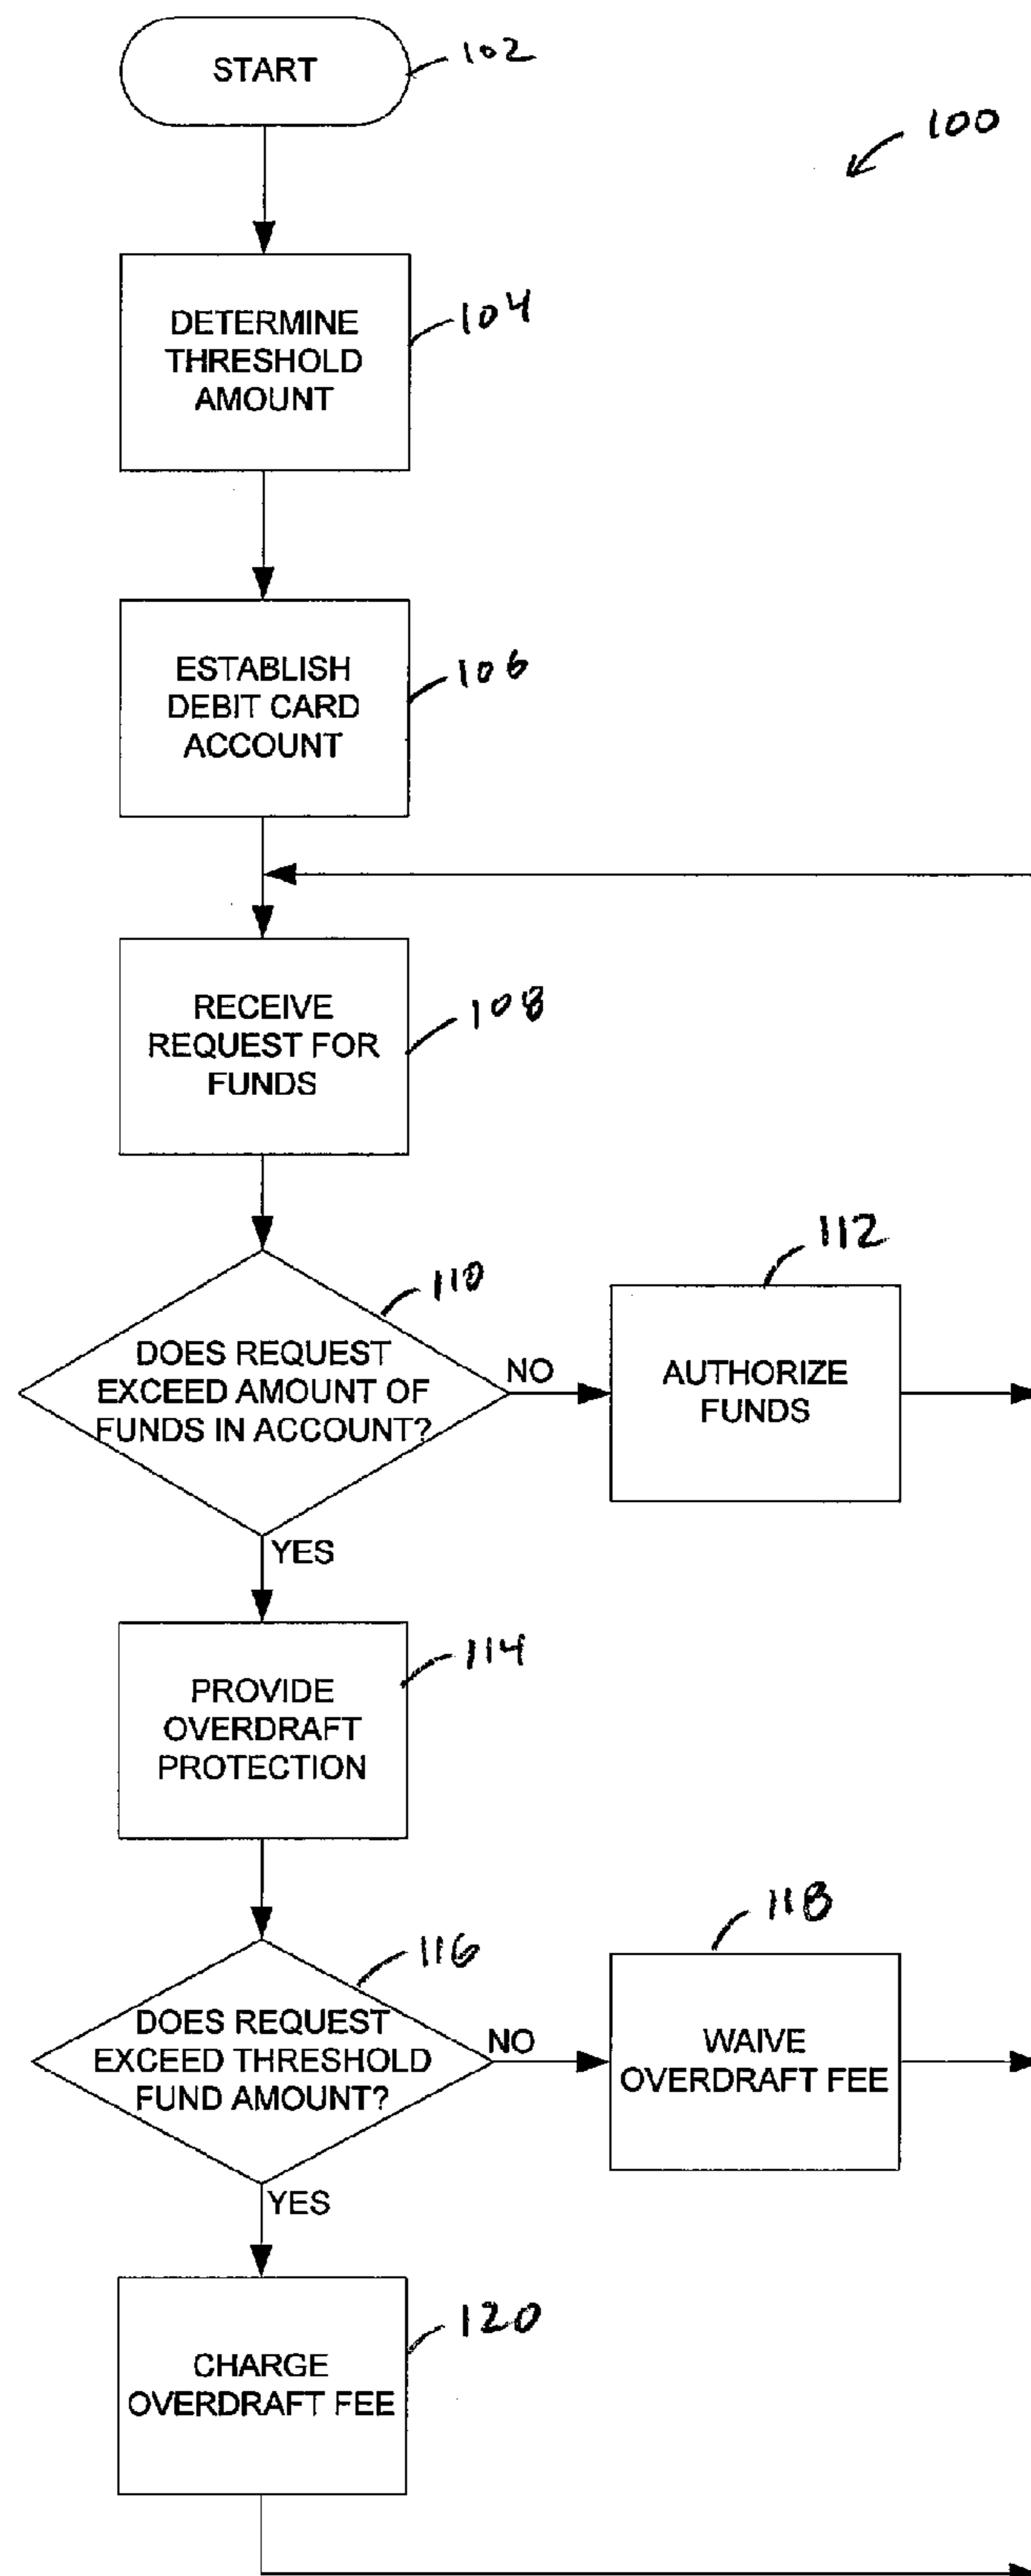 START
102
100
DETERMINE
THRESHOLD
AMOUNT
104
ESTABLISH
DEBIT CARD
ACCOUNT
106
RECEIVE
REQUEST FOR
FUNDS
108
DOES REQUEST
EXCEED AMOUNT OF
FUNDS IN ACCOUNT?
110
NO
AUTHORIZE
FUNDS
112
YES
PROVIDE
OVERDRAFT
PROTECTION
114
DOES REQUEST
EXCEED THRESHOLD
FUND AMOUNT?
116
NO
WAIVE
OVERDRAFT FEE
118
YES
CHARGE
OVERDRAFT FEE
120